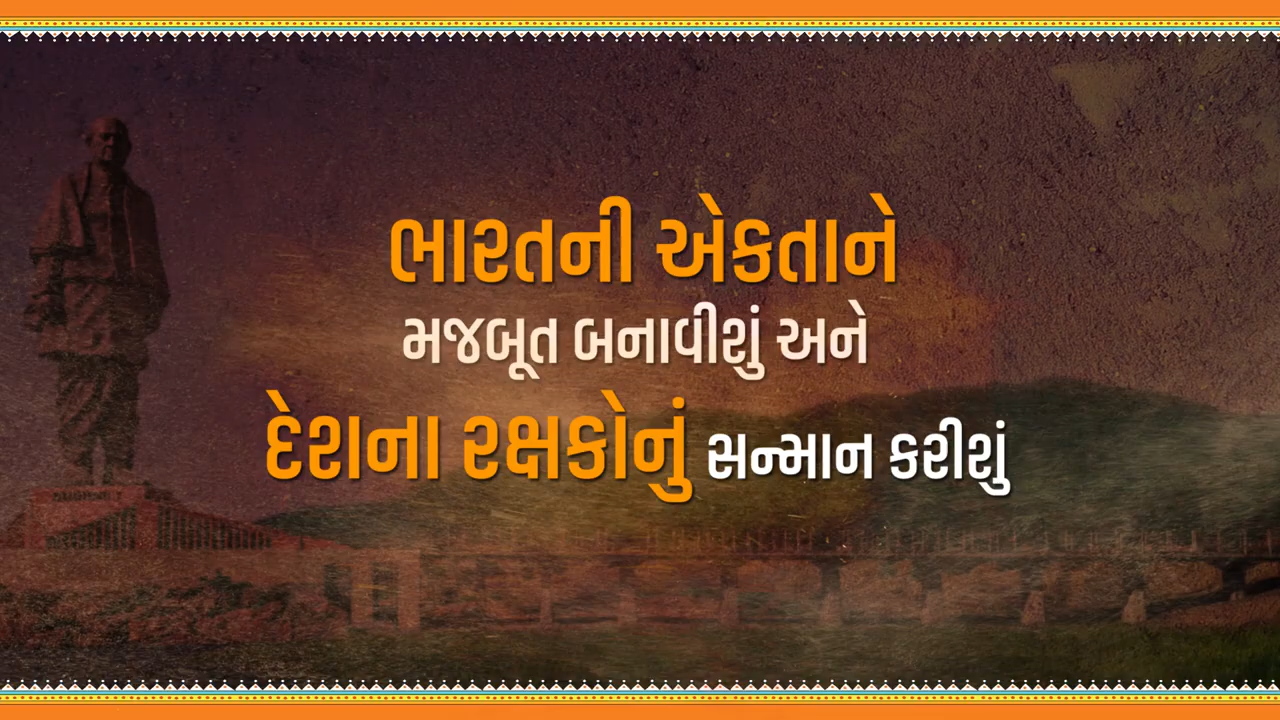 ભારતની એકતાને
મજબૂત બનાવીશું અને
દેશના રક્ષકોનું સન્માન કરીશું